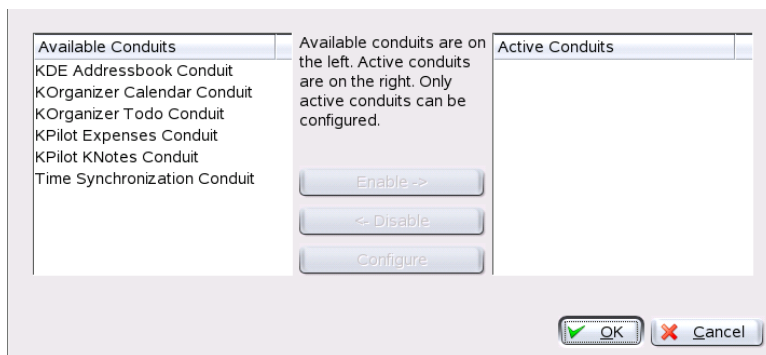 Available Conduits
KDE Addressbook Conduit
KOrganizer Calendar Conduit
KOrganizer Todo Conduit
KPilot Expenses Conduit
KPilot KNotes Conduit
Time Synchronization Conduit
Available conduits are on
the left. Active conduits
are on the right. Only
active conduits can be
configured.
Enable ->
<- Disable
Configure
Active Conduits
OK
Cancel